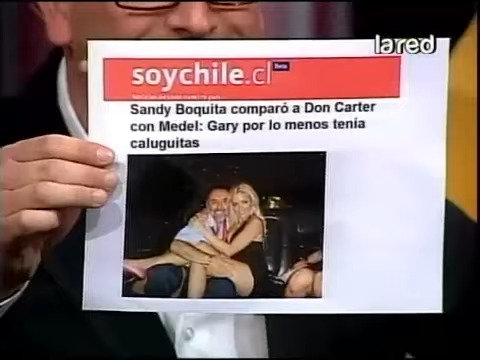 lared
soychile.cl Beta
Sandy Boquita comparó a Don Carter
con Medel: Gary por lo menos tenía
caluguitas